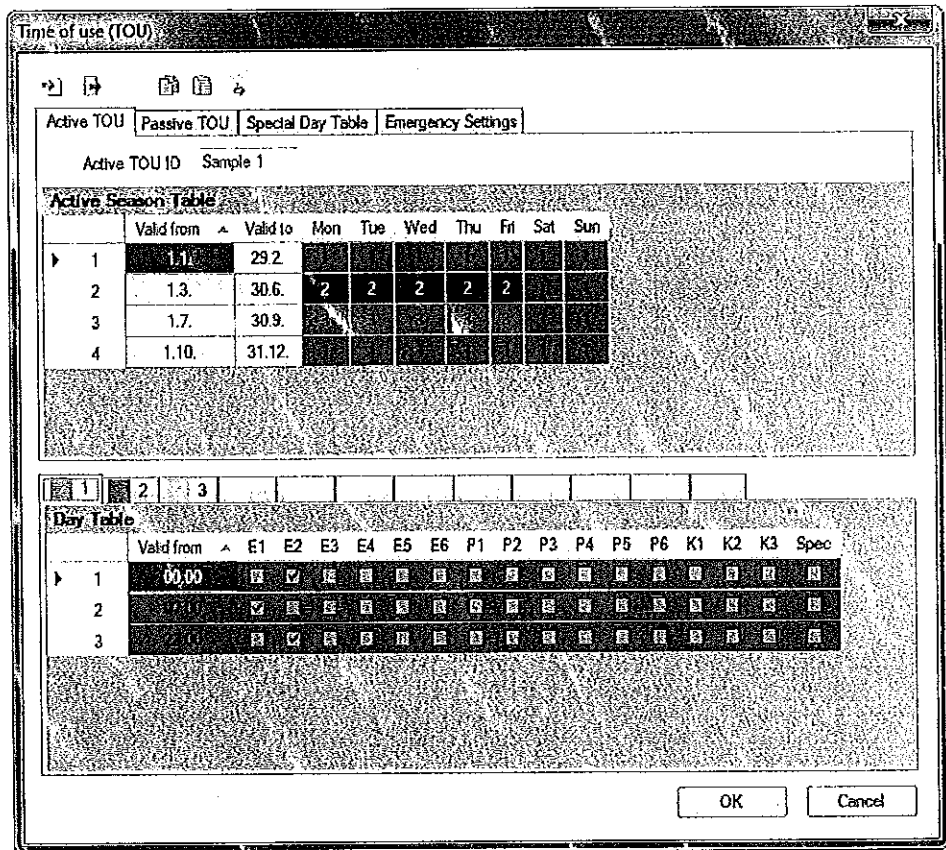 Time of use (TOU)
Active TOU Passive TOU Special Day Table Emergency Settings
Active TOU ID Sample 1
Active Season Table
Valid from Valid to Mon Tue Wed Thu Fri Sat Sun
1 1.1. 29.2.
2 1.3. 30.6. 2 2 2 2 2
3 1.7. 30.9.
4 1.10. 31.12.
1 2 3
Day Table
Valid from E1 E2 E3 E4 E5 E6 P1 P2 P3 P4 P5 P6 K1 K2 K3 Spec
1 00:00
2
3
OK Cancel